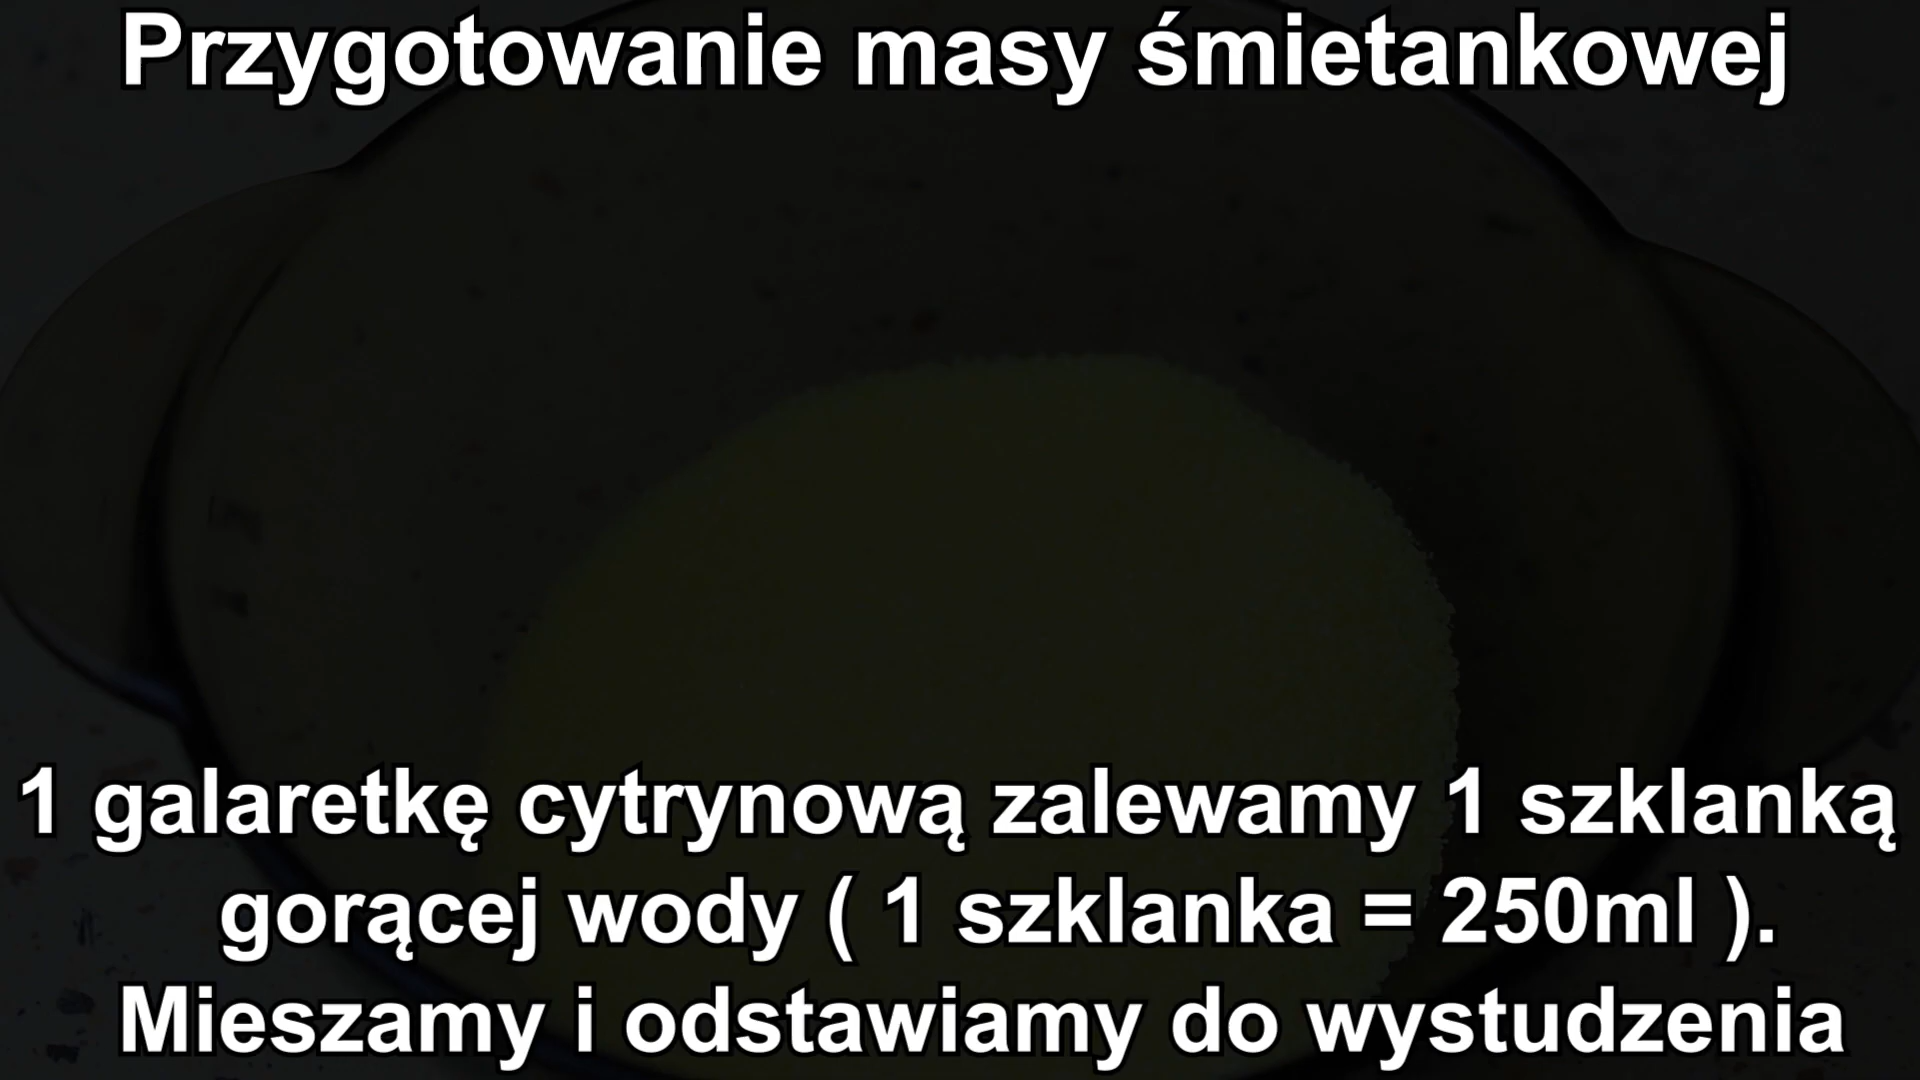 Przygotowanie masy śmietankowej
1 galaretkę cytrynową zalewamy 1 szklanką
gorącej wody ( 1 szklanka = 250ml ).
Mieszamy i odstawiamy do wystudzenia